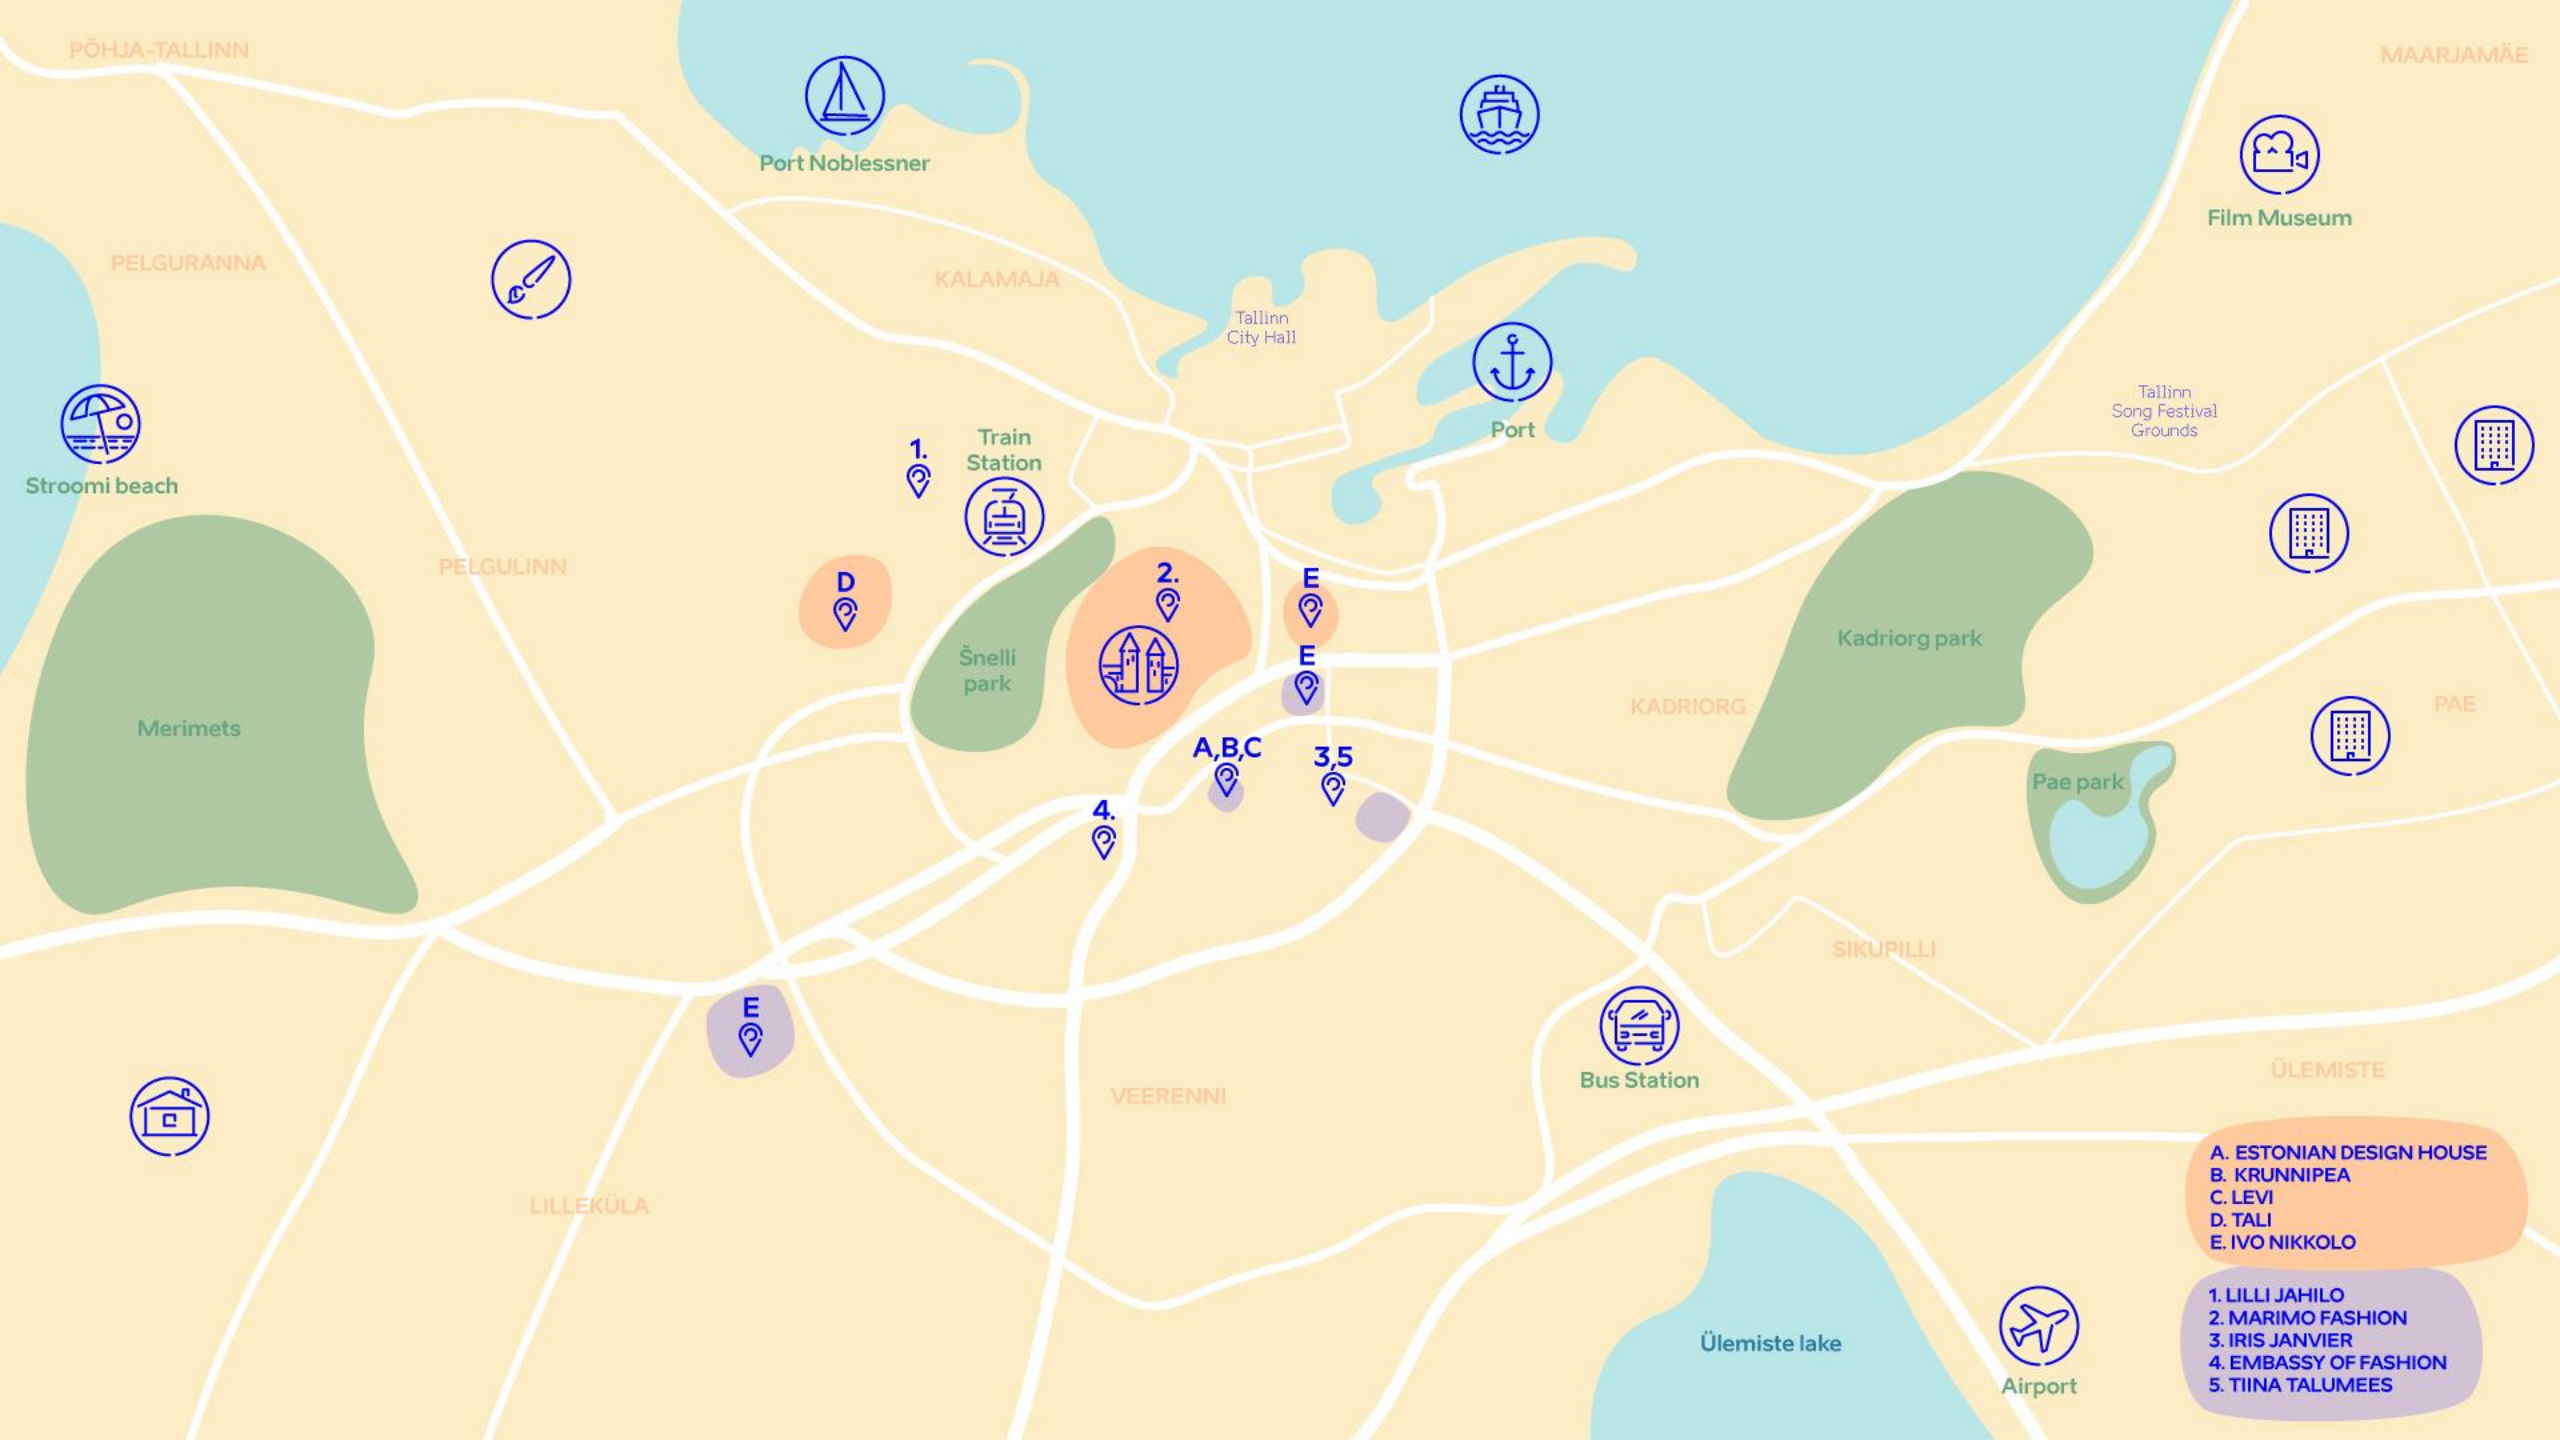 PÕHJA-TALLINN
MAARJAMÄE
Port Noblessner
Film Museum
PELGURANNA
KALAMAJA
Tallinn
City Hall
Tallinn
Song Festival
Grounds
Port
Train
Station
1.
Stroomi beach
PELGULINN
D
2.
E
Šnelli
park
E
Kadriorg park
KADRIORG
PAE
Merimets
A,B,C
3,5
Pae park
4.
SIKUPILLI
E
Bus Station
VEERENNI
ÜLEMISTE
LILLEKÜLA
Ülemiste lake
Airport
A. ESTONIAN DESIGN HOUSE
B. KRUNNIPEA
C. LEVI
D. TALI
E. IVO NIKKOLO
1. LILLI JAHILO
2. MARIMO FASHION
3. IRIS JANVIER
4. EMBASSY OF FASHION
5. TIINA TALUMEES